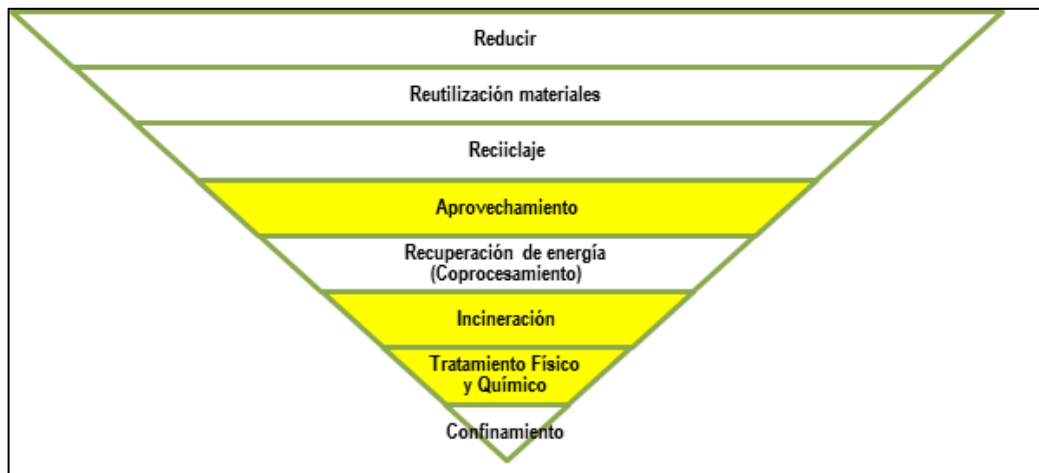 Reducir
Reutilización materiales
Reciiclaje
Aprovechamiento
Recuperación de energía
(Coprocesamiento)
Incineración
Tratamiento Físico
y Químico
Confinamiento